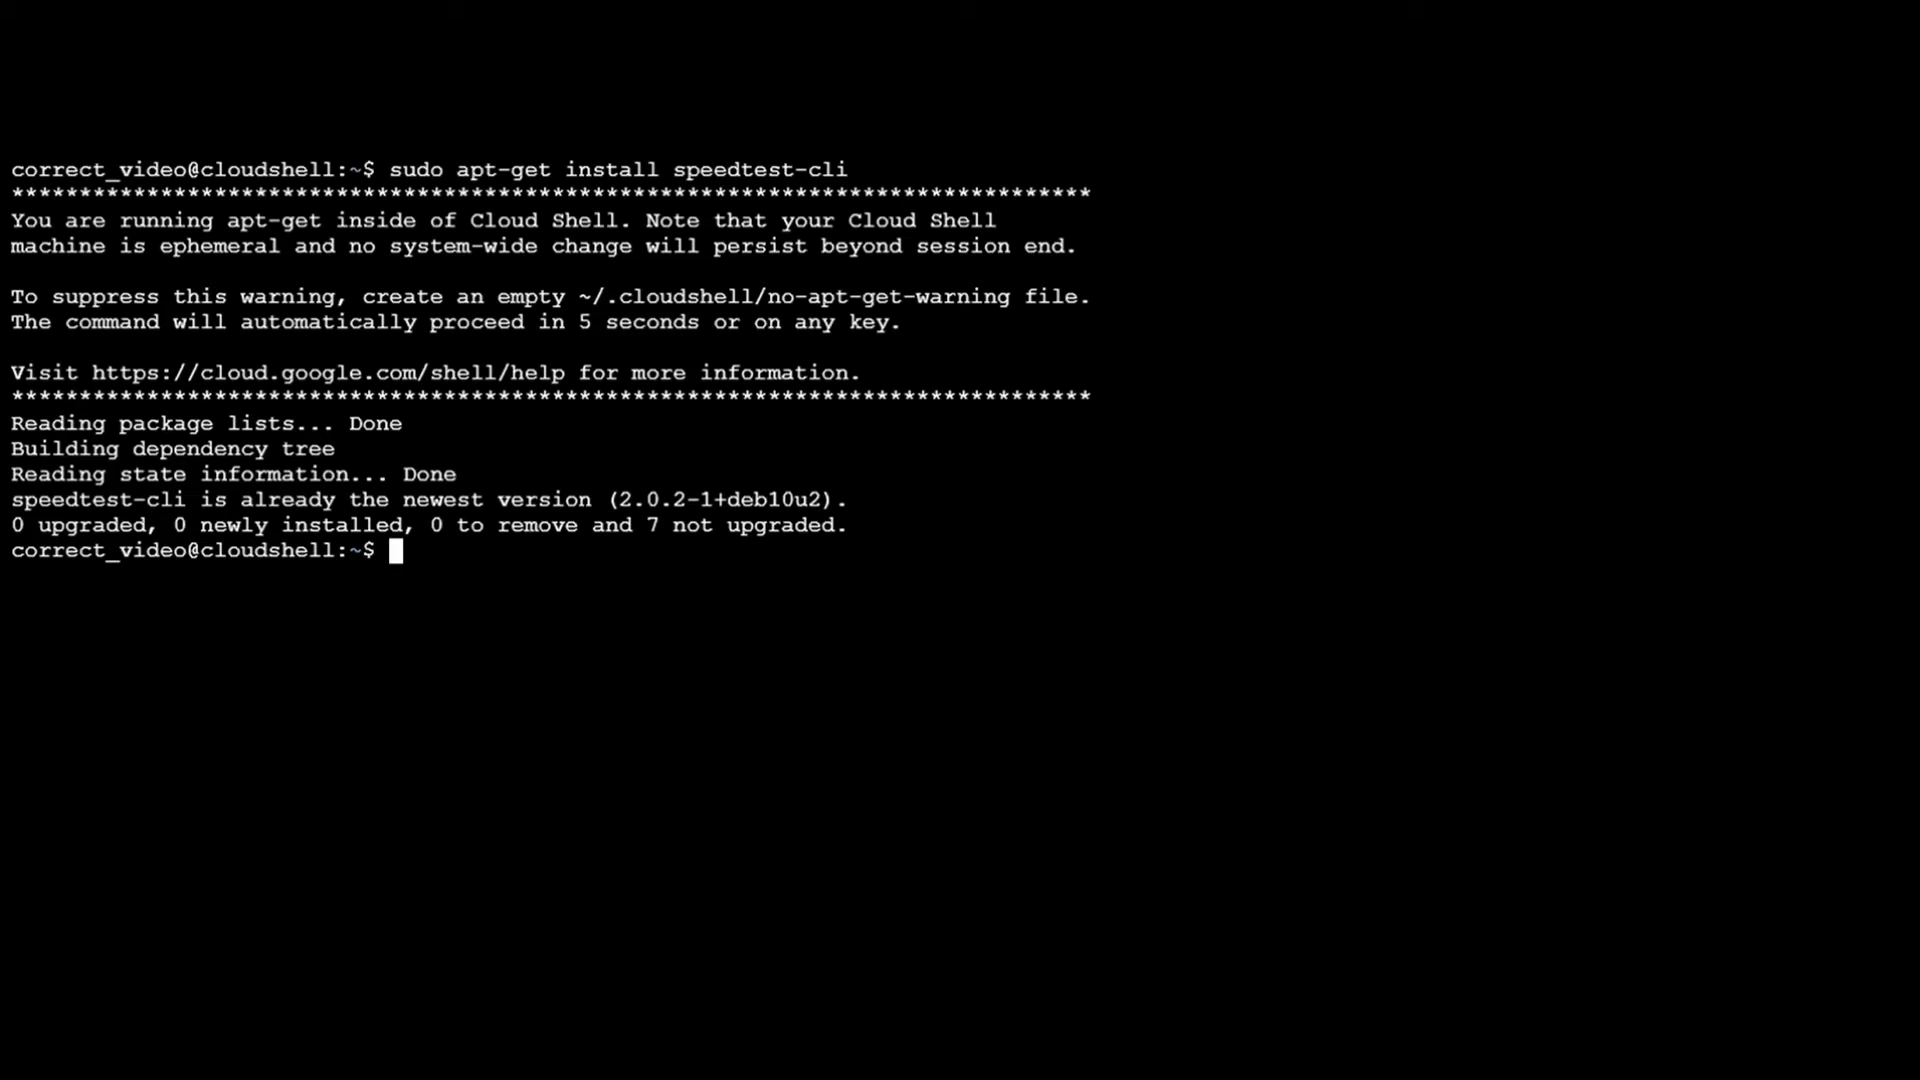 correct_video@cloudshell:~$ sudo apt-get install speedtest-cli
********************************************************************************
You are running apt-get inside of Cloud Shell. Note that your Cloud Shell
machine is ephemeral and no system-wide change will persist beyond session end.
To suppress this warning, create an empty ~/.cloudshell/no-apt-get-warning file.
The command will automatically proceed in 5 seconds or on any key.
Visit https://cloud.google.com/shell/help for more information.
********************************************************************************
Reading package lists... Done
Building dependency tree
Reading state information... Done
speedtest-cli is already the newest version (2.0.2-1+deb10u2).
0 upgraded, 0 newly installed, 0 to remove and 7 not upgraded.
correct_video@cloudshell:~$